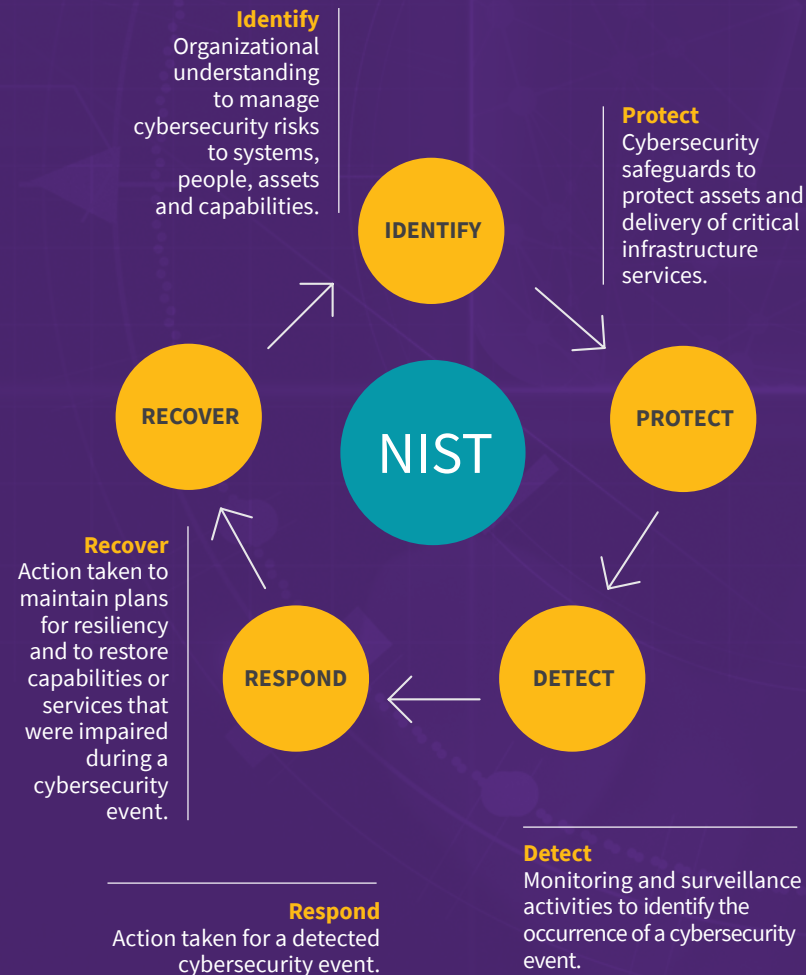 Identify
Organizational
understanding
to manage
cybersecurity risks
to systems,
people, assets
and capabilities.
Protect
Cybersecurity
safeguards to
protect assets and
delivery of critical
infrastructure
services.
IDENTIFY
RECOVER
NIST
PROTECT
Recover
Action taken to
maintain plans
for resiliency
and to restore
capabilities or
services that
were impaired
during a
cybersecurity
event.
RESPOND
DETECT
Detect
Monitoring and surveillance
activities to identify the
occurrence of a cybersecurity
event.
Respond
Action taken for a detected
cybersecurity event.